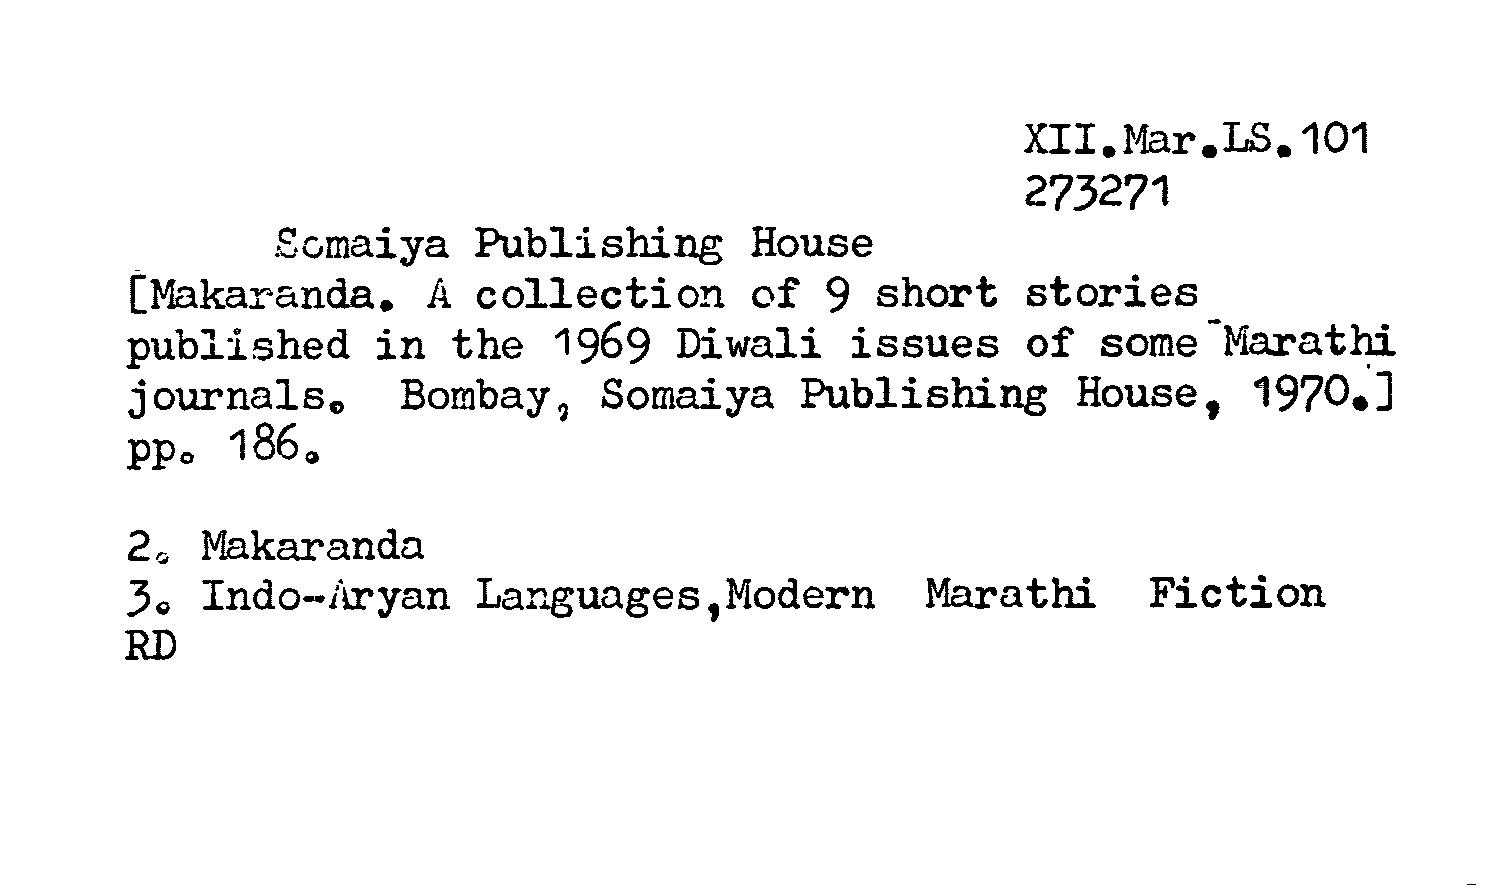 XII.Mar.LS.101
273271
Somaiya Publishing House
[Makaranda. A collection of 9 short stories
published in the 1969 Diwali issues of some Marathi
journals. Bombay, Somaiya Publishing House, 1970.]
pp. 186.
2. Makaranda
3. Indo-Aryan Languages,Modern Marathi Fiction
RD